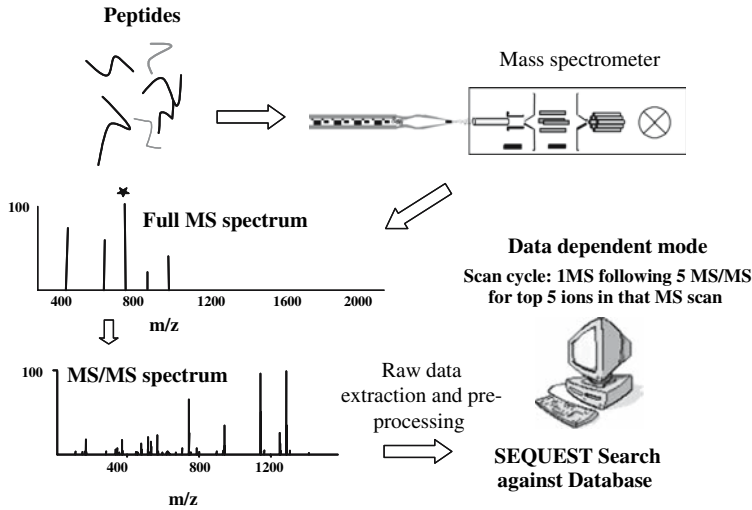 Peptides
Mass spectrometer
100
Full MS spectrum
400 800 1200 1600 2000
m/z
Data dependent mode
Scan cycle: 1MS following 5 MS/MS
for top 5 ions in that MS scan
100
MS/MS spectrum
400 800 1200
m/z
Raw data
extraction and pre-
processing
SEQUEST Search
against Database